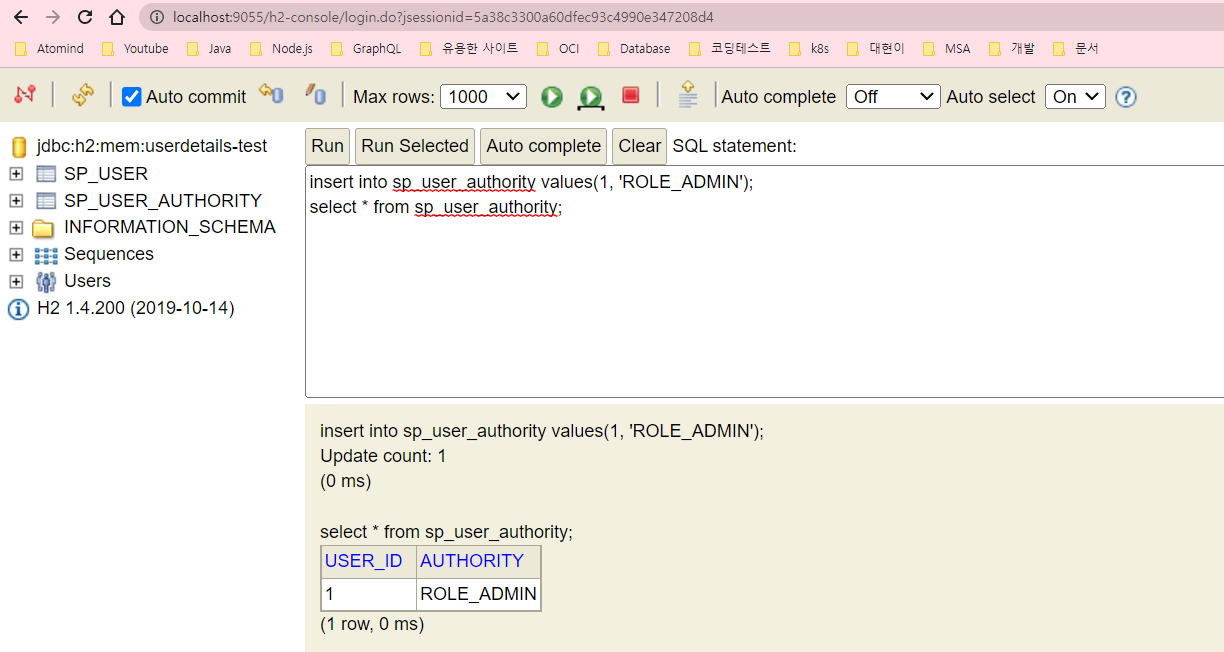 localhost:9055/h2-console/login.do?jsessionid=5a38c3300a60dfec93c4990e347208d4
Atomind Youtube Java Node.js GraphQL 유용한 사이트 OCI Database 코딩테스트 k8s 대현이 MSA 개발 문서
Auto commit Max rows: 1000 Auto complete Off Auto select On ?
jdbc:h2:mem:userdetails-test
SP_USER
SP_USER_AUTHORITY
INFORMATION_SCHEMA
Sequences
Users
H2 1.4.200 (2019-10-14)
Run Run Selected Auto complete Clear SQL statement:
insert into sp_user_authority values(1, 'ROLE_ADMIN');
select * from sp_user_authority;
insert into sp_user_authority values(1, 'ROLE_ADMIN');
Update count: 1
(0 ms)
select * from sp_user_authority;
USER_ID AUTHORITY
1 ROLE_ADMIN
(1 row, 0 ms)